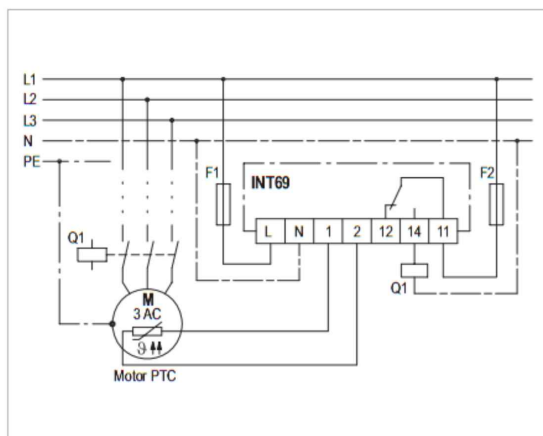 L1
L2
L3
N
PE
F1
INT69
F2
L N 1 2 12 14 11
Q1
Q1
M
3 AC
ϑ
Motor PTC